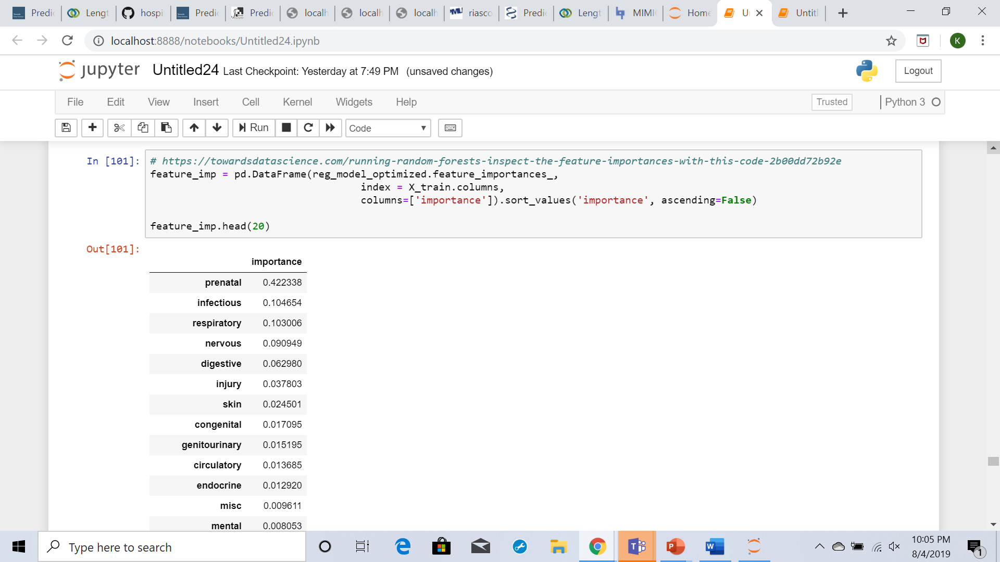 Predic
Lengt
hospi
Predic
Predic
localh
localh
localh
riasco
Predic
Lengt
MIMI
Home
U
Untitl
localhost:8888/notebooks/Untitled24.ipynb
K
jupyter Untitled24 Last Checkpoint: Yesterday at 7:49 PM (unsaved changes)
Logout
File Edit View Insert Cell Kernel Widgets Help
Trusted
Python 3
Run
Code
In [101]:
# https://towardsdatascience.com/running-random-forests-inspect-the-feature-importances-with-this-code-2b00dd72b92e
feature_imp = pd.DataFrame(reg_model_optimized.feature_importances_,
index = X_train.columns,
columns=['importance']).sort_values('importance', ascending=False)
feature_imp.head(20)
Out[101]:
importance
prenatal 0.422338
infectious 0.104654
respiratory 0.103006
nervous 0.090949
digestive 0.062980
injury 0.037803
skin 0.024501
congenital 0.017095
genitourinary 0.015195
circulatory 0.013685
endocrine 0.012920
misc 0.009611
mental 0.008053
Type here to search
10:05 PM
8/4/2019
1